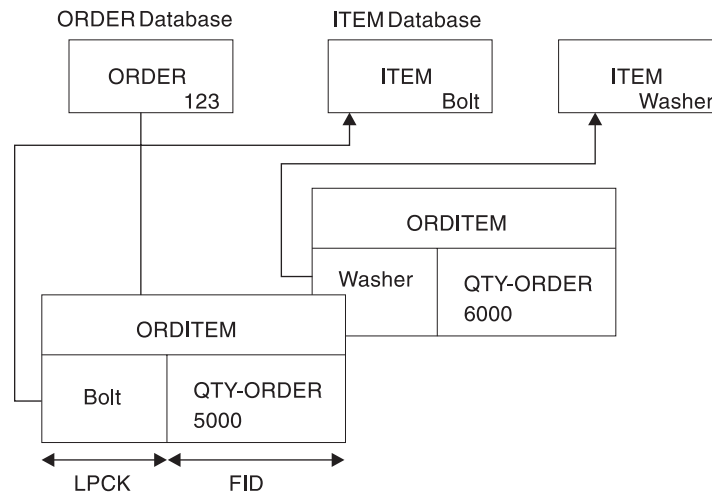 ORDER Database
ITEM Database
ORDER
123
ITEM
Bolt
ITEM
Washer
ORDITEM
Washer
QTY-ORDER
6000
ORDITEM
Bolt
QTY-ORDER
5000
LPCK
FID